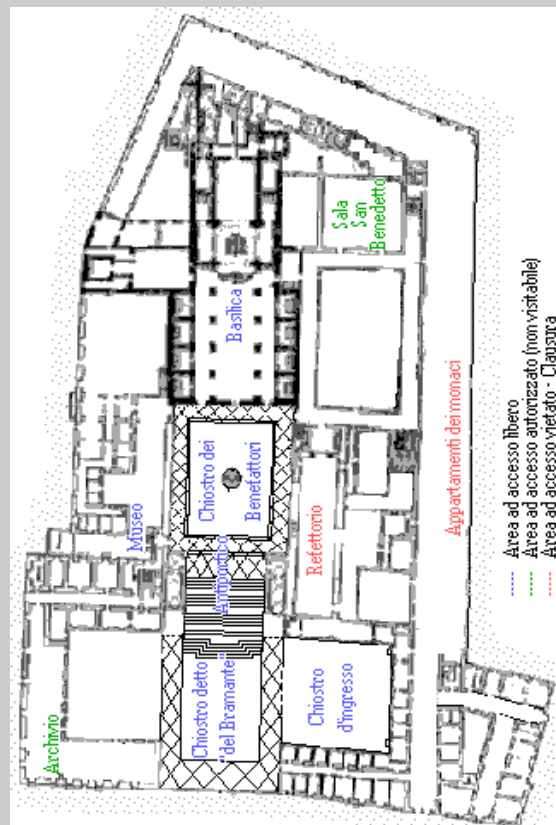 Archivio
Museo
Chiostro detto
"del Bramante"
Antiportico
Chiostro dei
Benefattori
Basilica
Sala
San
Benedetto
Chiostro
d'ingresso
Refettorio
Appartamenti dei monaci
Area ad accesso libero
Area ad accesso autorizzato (non visitabile)
Area ad accesso vietato - Clausura